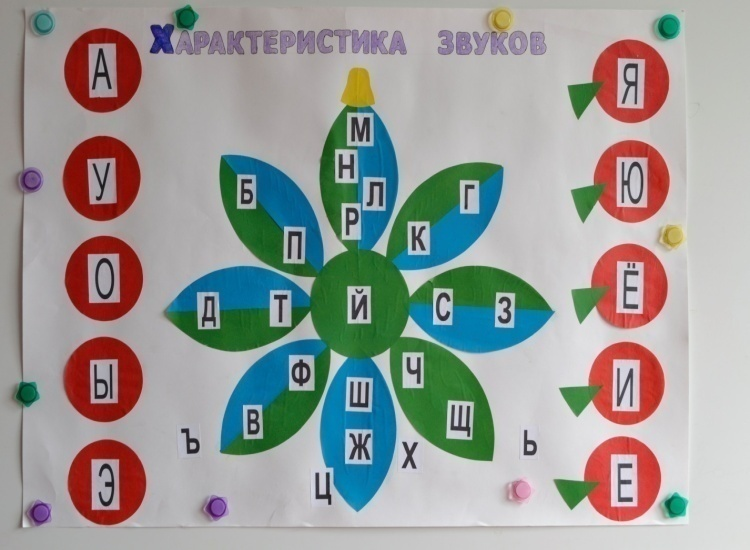 ХАРАКТЕРИСТИКА ЗВУКОВ
А
У
О
Ы
Э
М
Н
Л
Р
Б
П
Г
К
Д
Т
Й
С
З
Ф
В
Ш
Ж
Ч
Щ
Ъ
Ц
Х
Ь
Я
Ю
Ё
И
Е